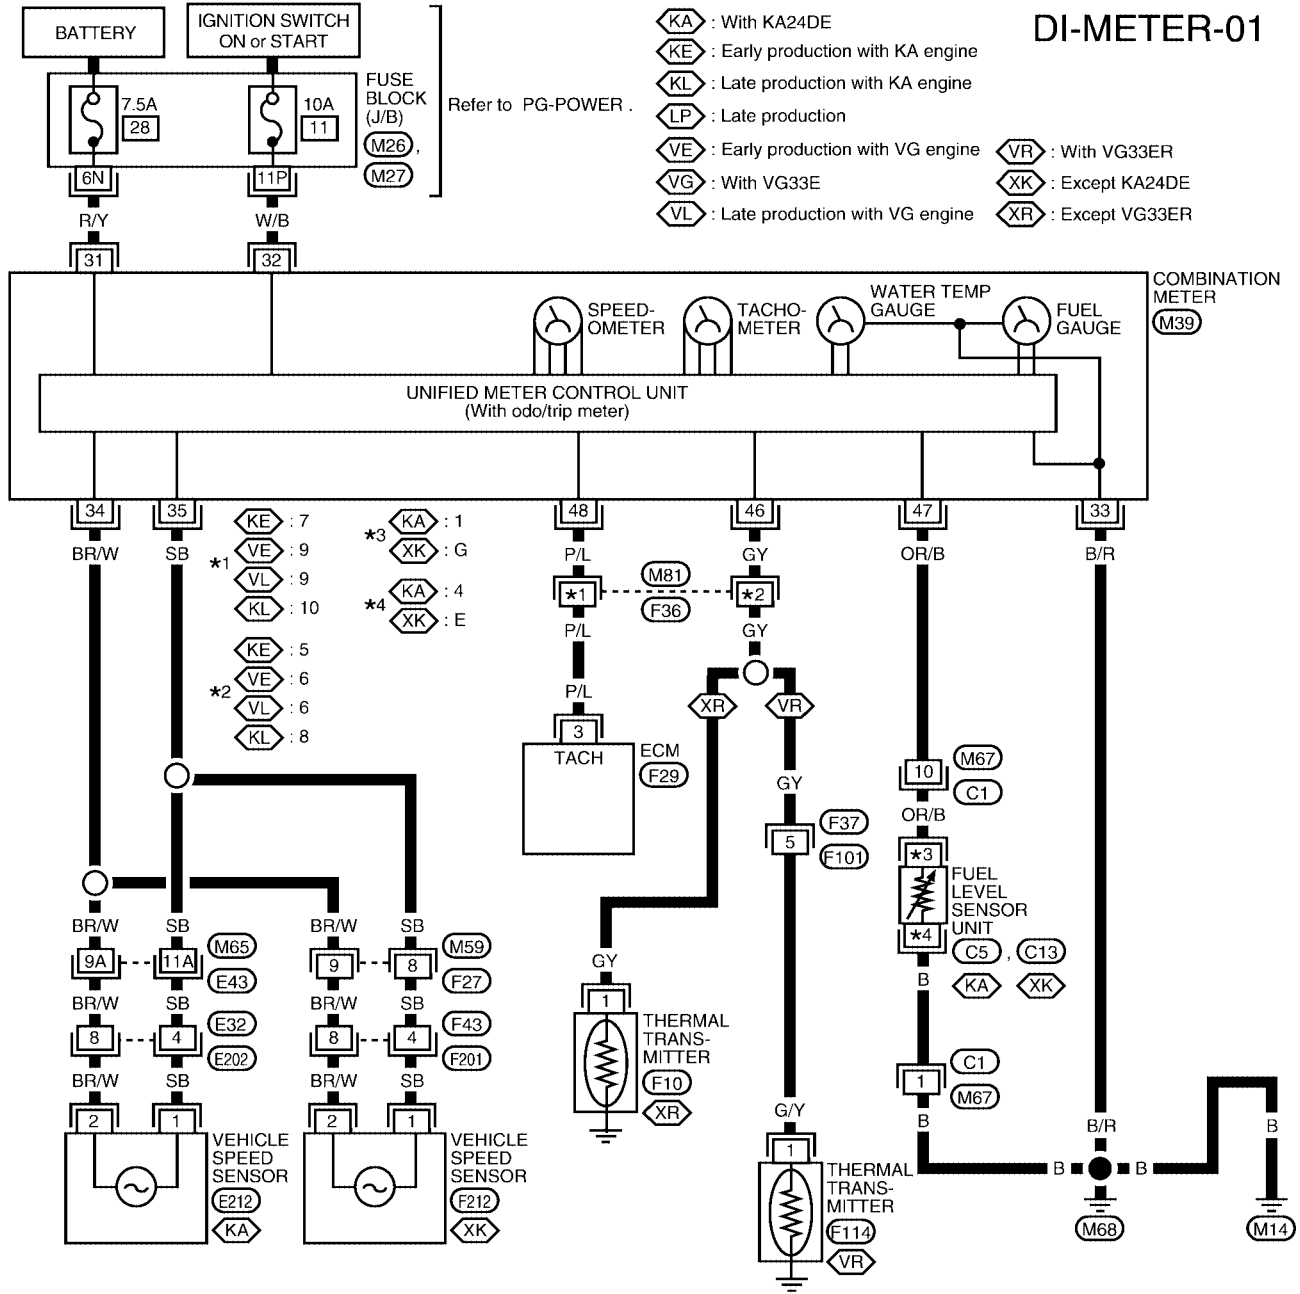 DI-METER-01
BATTERY
IGNITION SWITCH
ON or START
7.5A
28
10A
11
FUSE
BLOCK
(J/B)
M26 ,
M27
Refer to PG-POWER .
KA : With KA24DE
KE : Early production with KA engine
KL : Late production with KA engine
LP : Late production
VE : Early production with VG engine
VG : With VG33E
VL : Late production with VG engine
VR : With VG33ER
XK : Except KA24DE
XR : Except VG33ER
6N
11P
R/Y
W/B
31
32
COMBINATION
METER
M39
SPEED-
OMETER
TACHO-
METER
WATER TEMP
GAUGE
FUEL
GAUGE
UNIFIED METER CONTROL UNIT
(With odo/trip meter)
34
35
48
46
47
33
BR/W
SB
P/L
GY
OR/B
B/R
*1
KE : 7
VE : 9
VL : 9
KL : 10
*2
KE : 5
VE : 6
VL : 6
KL : 8
*3
KA : 1
XK : G
*4
KA : 4
XK : E
*1
M81
F36
*2
P/L
GY
P/L
XR
VR
3
TACH
ECM
F29
GY
5
F37
F101
10
M67
C1
OR/B
*3
FUEL
LEVEL
SENSOR
UNIT
*4
C5 , C13
KA
XK
B
1
C1
M67
B
BR/W
SB
BR/W
SB
9A
11A
M65
E43
9
8
M59
F27
BR/W
SB
BR/W
SB
8
4
E32
E202
8
4
F43
F201
BR/W
SB
BR/W
SB
2
1
2
1
VEHICLE
SPEED
SENSOR
E212
KA
VEHICLE
SPEED
SENSOR
F212
XK
GY
1
THERMAL
TRANS-
MITTER
F10
XR
G/Y
1
THERMAL
TRANS-
MITTER
F114
VR
B/R
B
B
B
M68
M14